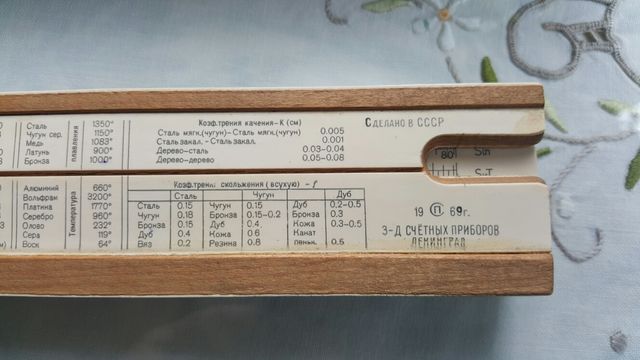 Сталь 1350°
Чугун сер. 1150°
Медь 1083°
Латунь 900°
Бронза 1000°
плавления
Коэф.трения качения-К (см)
Сталь мягк.(чугун)-Сталь мягк.(чугун) 0.005
Сталь закал.-Сталь закал. 0.001
Дерево-сталь 0.03-0.04
Дерево-дерево 0.05-0.08
Сделано в СССР
80°
Sin
S-T
Алюминий 660°
Вольфрам 3200°
Платина 1770°
Серебро 960°
Олово 232°
Сера 119°
Воск 64°
Температура
Коэф.трения скольжения (всухую) - f
Сталь Чугун Дуб
Сталь 0.15 Чугун 0.15 Дуб 0.2-0.5
Чугун 0.18 Бронза 0.15-0.2 Бронза 0.3
Бронза 0.15 Дуб 0.4 Кожа 0.3-0.5
Дуб 0.4 Кожа 0.6 Канат
Вяз 0.2 Резина 0.8 пеньк. 0.5
19 П 69г.
З-Д СЧЁТНЫХ ПРИБОРОВ
ЛЕНИНГРАД